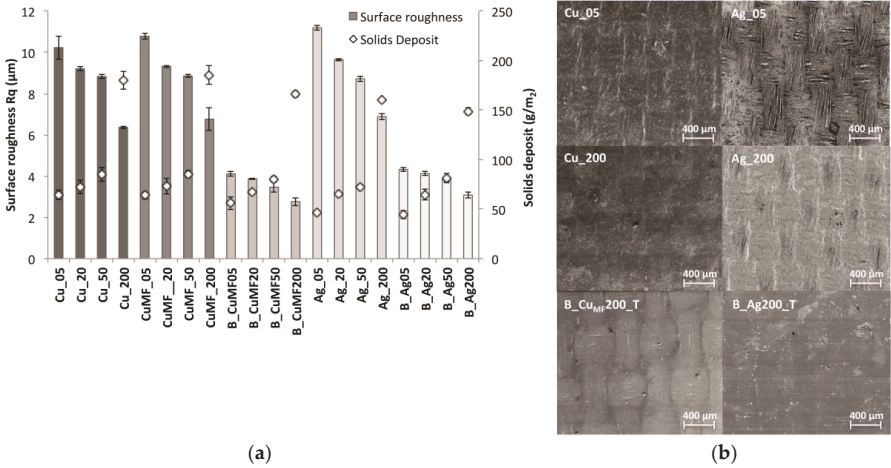 Surface roughness
Solids Deposit
Surface roughness Rq (μm)
12
10
8
6
4
2
0
250
200
150
100
50
0
Solids deposit (g/m₂)
Cu_05
Cu_20
Cu_50
Cu_200
CuMF_05
CuMF__20
CuMF_50
CuMF_200
B_CuMF05
B_CuMF20
B_CuMF50
B_CuMF200
Ag_05
Ag_20
Ag_50
Ag_200
B_Ag05
B_Ag20
B_Ag50
B_Ag200
(a)
Cu_05
400 μm
Ag_05
400 μm
Cu_200
400 μm
Ag_200
400 μm
B_Cu_MF200_T
400 μm
B_Ag200_T
400 μm
(b)